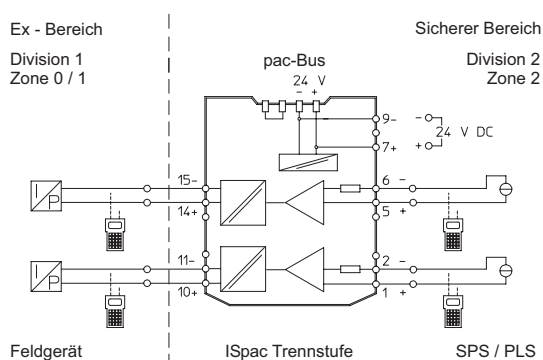 Ex - Bereich
Sicherer Bereich
Division 1
Zone 0 / 1
pac-Bus
Division 2
Zone 2
24 V
- +
9- -
24 V DC
7+ +
15- 6 -
I/P
14+ 5 +
11- 2 -
I/P
10+ 1 +
Feldgerät
ISpac Trennstufe
SPS / PLS